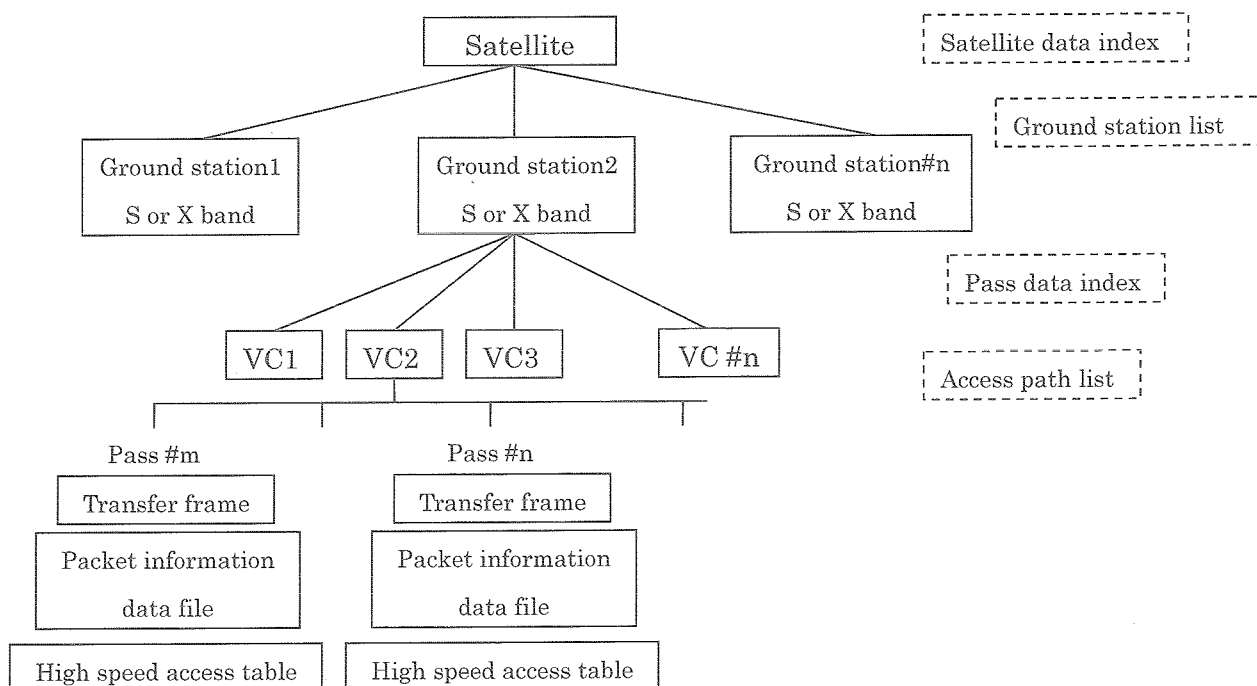 Satellite
Satellite data index
Ground station list
Ground station1
S or X band
Ground station2
S or X band
Ground station#n
S or X band
Pass data index
VC1
VC2
VC3
VC #n
Access path list
Pass #m
Pass #n
Transfer frame
Transfer frame
Packet information
data file
Packet information
data file
High speed access table
High speed access table